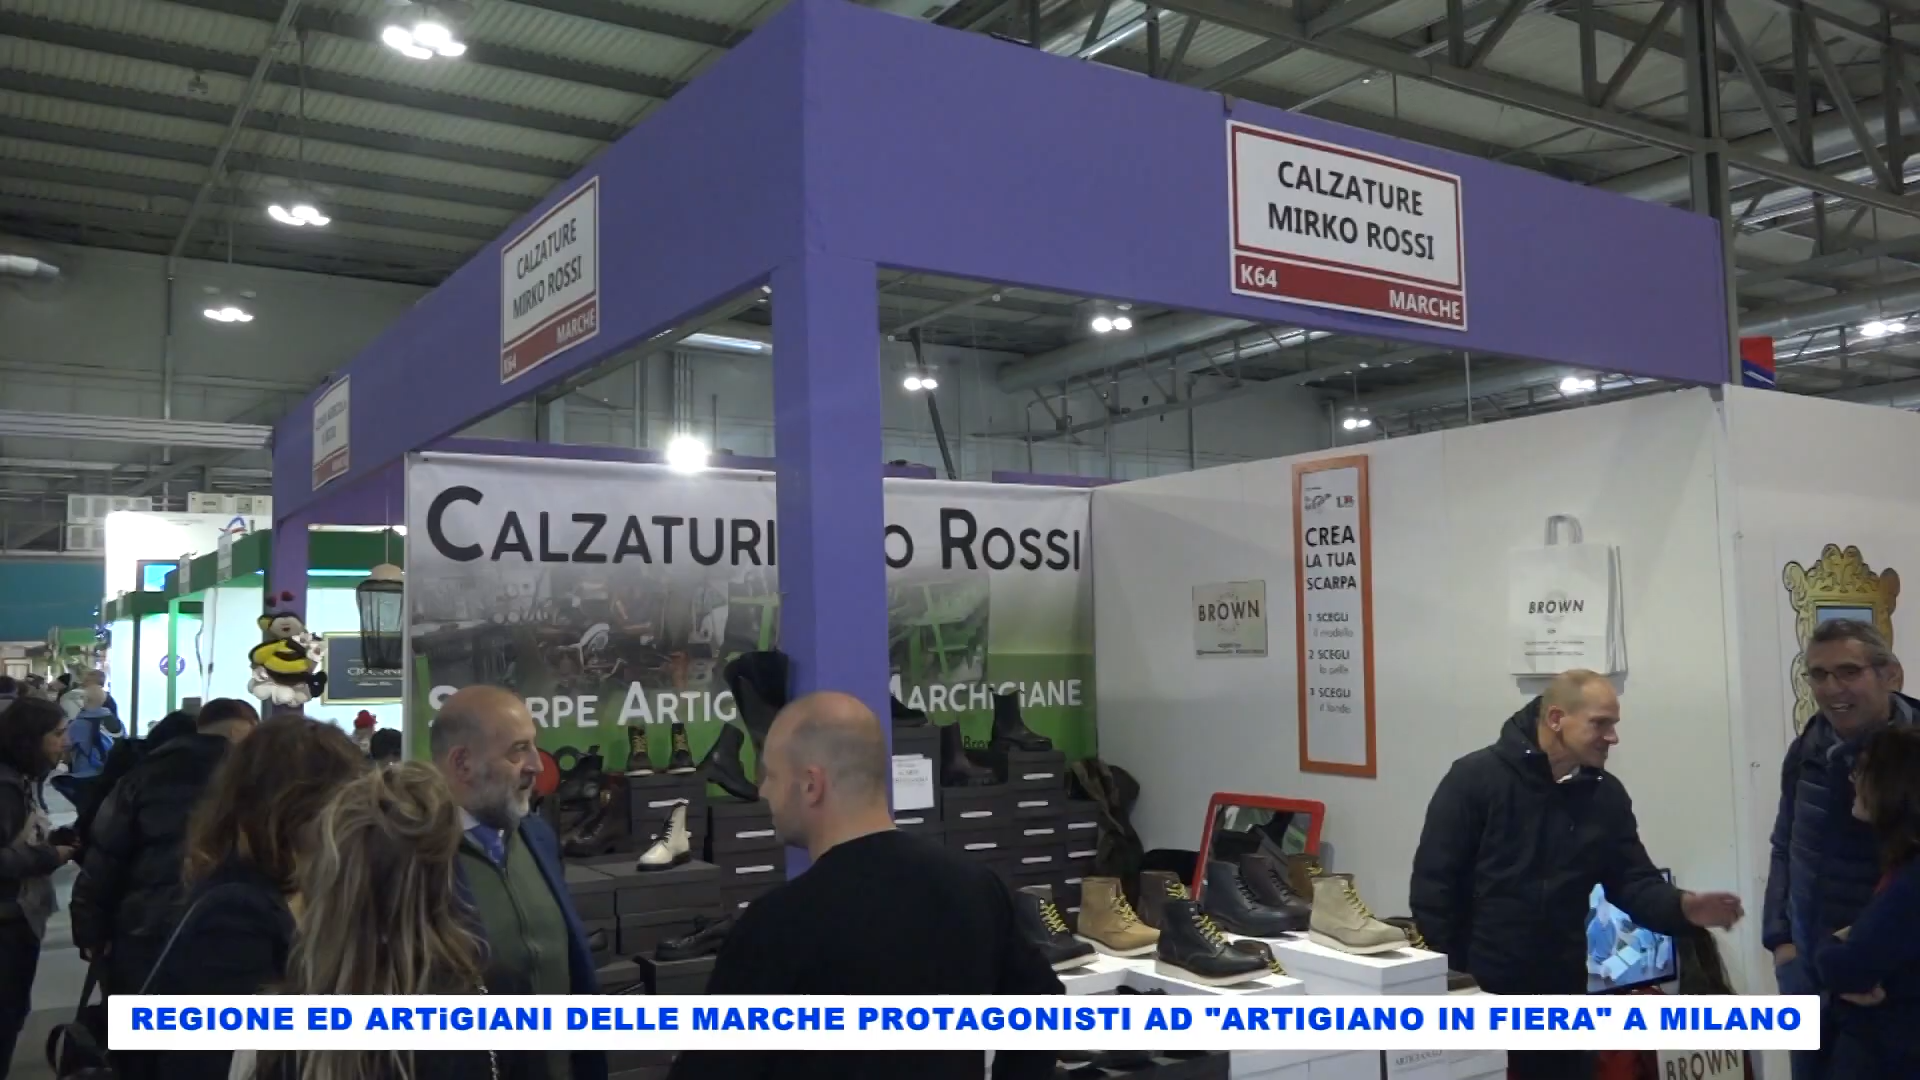 CALZATURE
MIRKO ROSSI
K64 MARCHE
CALZATURE
MIRKO ROSSI
K64 MARCHE
CALZATURI O ROSSI
ARTIG MARCHIGIANE
CREA
LA TUA
SCARPA
1 SCEGLI
il modello
2 SCEGLI
la pelle
3 SCEGLI
il fondo
BROWN
BROWN
BROWN
REGIONE ED ARTiGIANI DELLE MARCHE PROTAGONISTI AD "ARTIGIANO IN FIERA" A MILANO